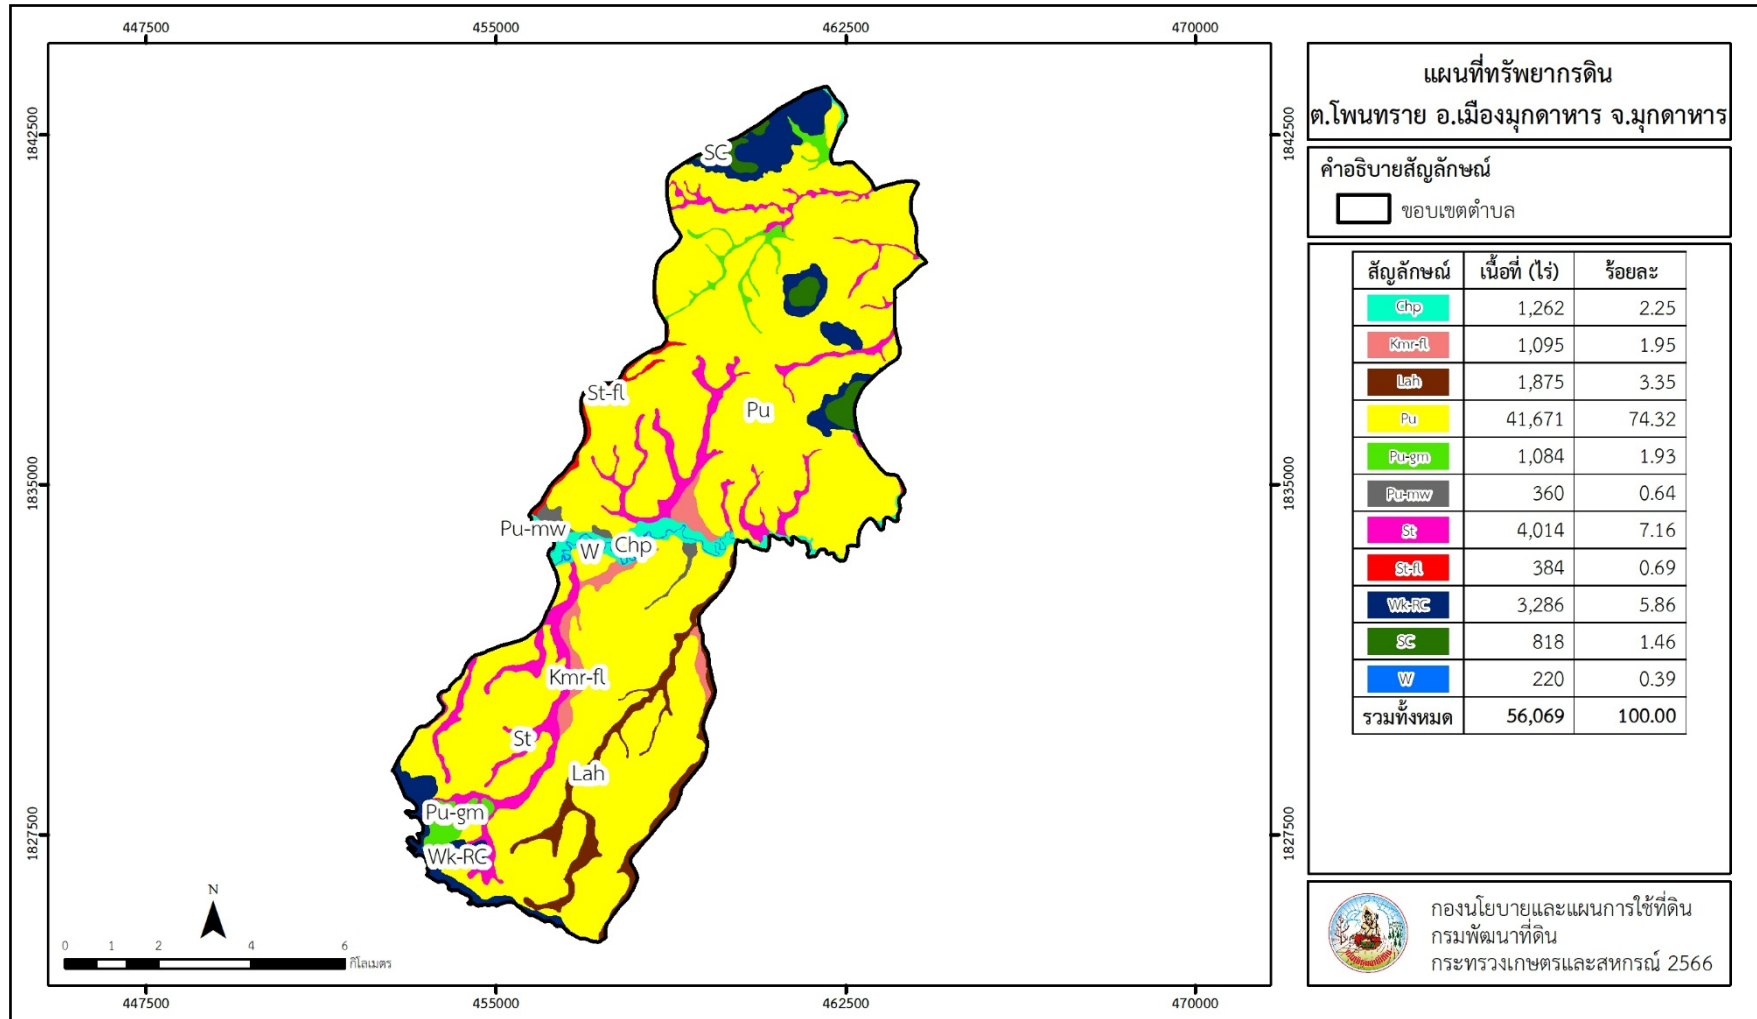 447500 455000 462500 470000
1842500 1842500
1835000 1835000
1827500 1827500
SC
St-fl
Pu
Pu-mw
W
Chp
Kmr-fl
St
Lah
Pu-gm
Wk-RC
N
0 1 2 4 6
กิโลเมตร
447500 455000 462500 470000
แผนที่ทรัพยากรดิน
ต.โพนทราย อ.เมืองมุกดาหาร จ.มุกดาหาร
คำอธิบายสัญลักษณ์
ขอบเขตตำบล
สัญลักษณ์ เนื้อที่ (ไร่) ร้อยละ
Chp 1,262 2.25
Kmr-fl 1,095 1.95
Lah 1,875 3.35
Pu 41,671 74.32
Pu-gm 1,084 1.93
Pu-mw 360 0.64
St 4,014 7.16
St-fl 384 0.69
Wk-RC 3,286 5.86
SC 818 1.46
W 220 0.39
รวมทั้งหมด 56,069 100.00
กองนโยบายและแผนการใช้ที่ดิน
กรมพัฒนาที่ดิน
กระทรวงเกษตรและสหกรณ์ 2566